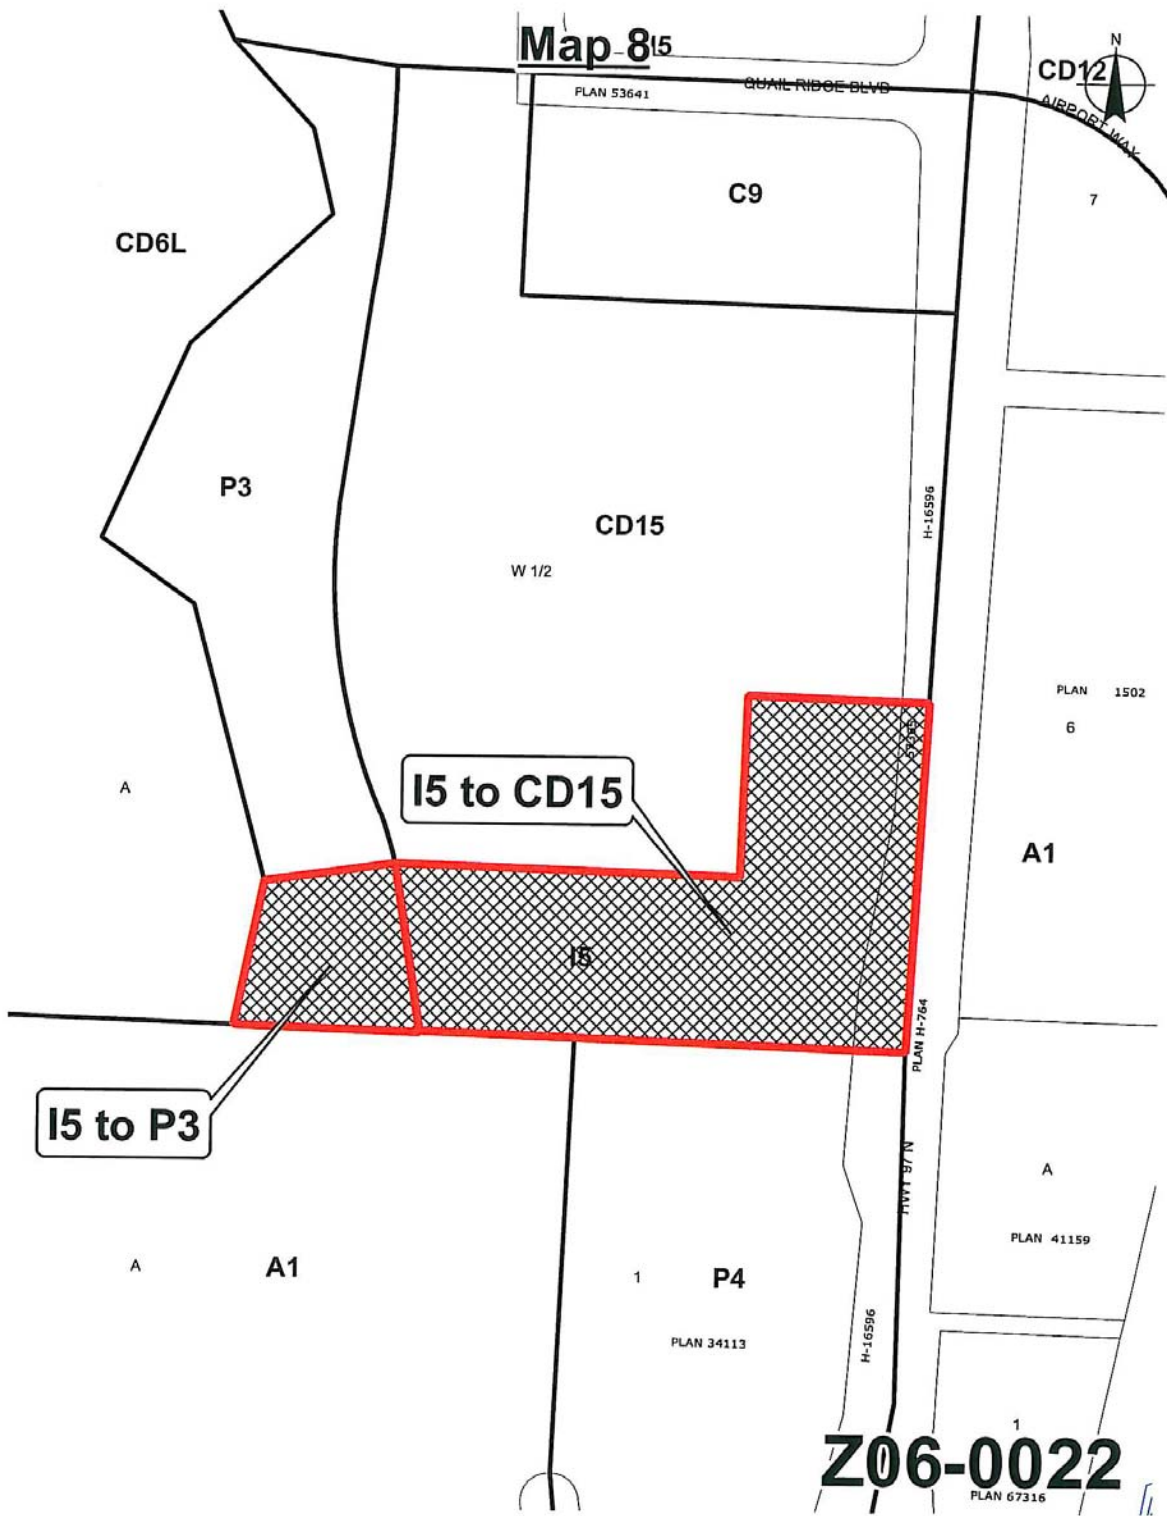 Map 8
I5
N
CD12
QUAIL RIDGE BLVD
PLAN 53641
AIRPORT WAY
C9
7
CD6L
P3
CD15
H-16596
W 1/2
PLAN 1502
6
A
I5 to CD15
A1
I5
PLAN H-764
I5 to P3
HWY 97 N
A
PLAN 41159
A
A1
1
P4
H-16596
PLAN 34113
1
Z06-0022
PLAN 67316